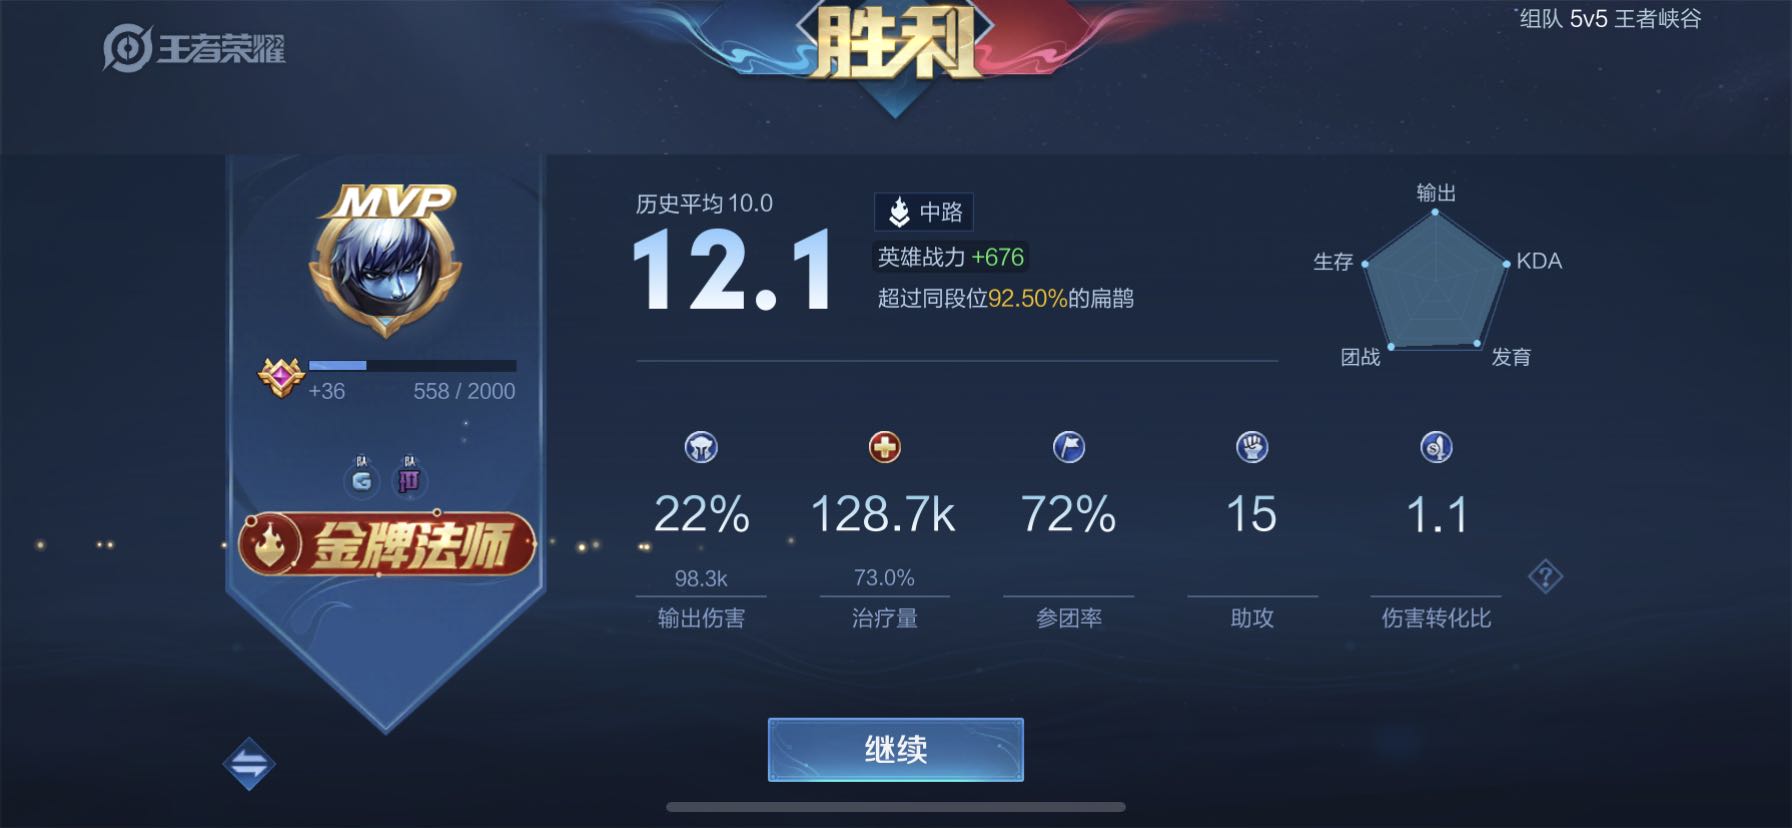 王者荣耀
胜利
组队 5v5 王者峡谷
MVP
+36
558 / 2000
金牌法师
历史平均10.0
12.1
中路
英雄战力 +676
超过同段位92.50%的扁鹊
输出
KDA
发育
团战
生存
22%
98.3k
输出伤害
128.7k
73.0%
治疗量
72%
参团率
15
助攻
1.1
伤害转化比
?
继续